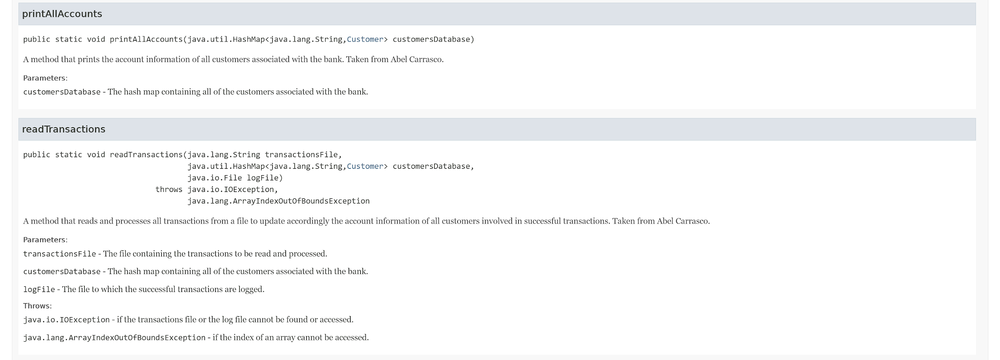 printAllAccounts
public static void printAllAccounts(java.util.HashMap<java.lang.String,Customer> customersDatabase)
A method that prints the account information of all customers associated with the bank. Taken from Abel Carrasco.
Parameters:
customersDatabase - The hash map containing all of the customers associated with the bank.
readTransactions
public static void readTransactions(java.lang.String transactionsFile,
java.util.HashMap<java.lang.String,Customer> customersDatabase,
java.io.File logFile)
throws java.io.IOException,
java.lang.ArrayIndexOutOfBoundsException
A method that reads and processes all transactions from a file to update accordingly the account information of all customers involved in successful transactions. Taken from Abel Carrasco.
Parameters:
transactionsFile - The file containing the transactions to be read and processed.
customersDatabase - The hash map containing all of the customers associated with the bank.
logFile - The file to which the successful transactions are logged.
Throws:
java.io.IOException - if the transactions file or the log file cannot be found or accessed.
java.lang.ArrayIndexOutOfBoundsException - if the index of an array cannot be accessed.